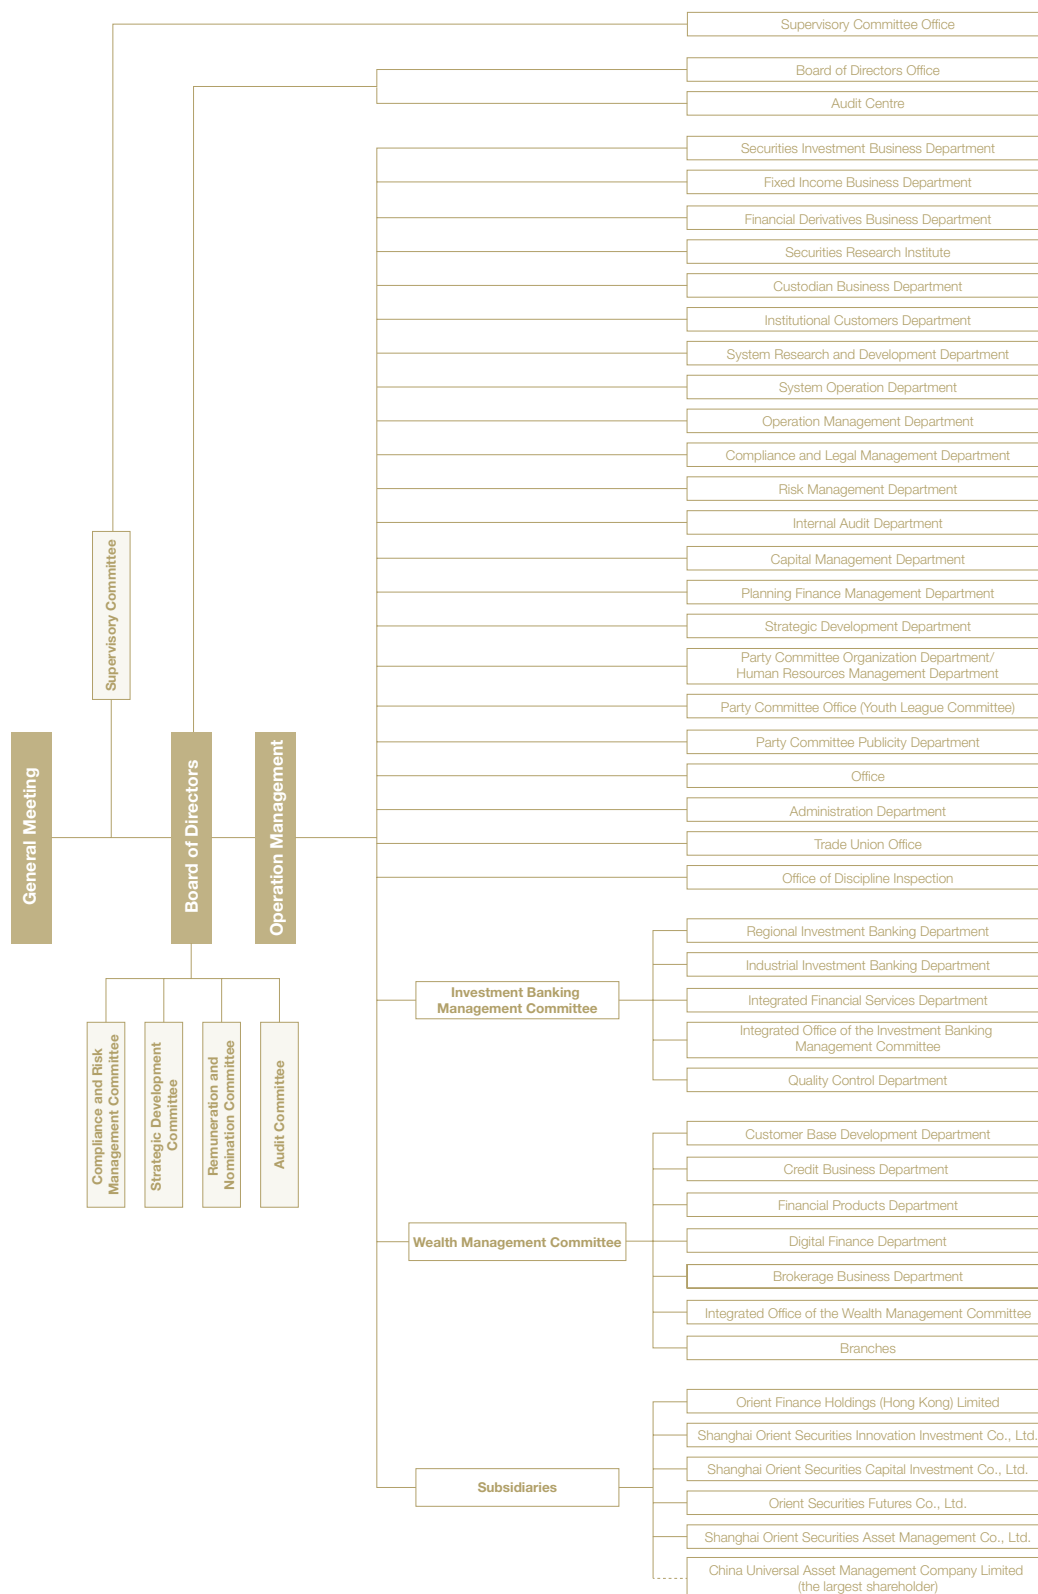 Supervisory Committee Office
Board of Directors Office
Audit Centre
Securities Investment Business Department
Fixed Income Business Department
Financial Derivatives Business Department
Securities Research Institute
Custodian Business Department
Institutional Customers Department
System Research and Development Department
System Operation Department
Operation Management Department
Compliance and Legal Management Department
Risk Management Department
Internal Audit Department
Capital Management Department
Planning Finance Management Department
Strategic Development Department
Party Committee Organization Department/
Human Resources Management Department
Party Committee Office (Youth League Committee)
Party Committee Publicity Department
Office
Administration Department
Trade Union Office
Office of Discipline Inspection
Supervisory Committee
General Meeting
Board of Directors
Operation Management
Compliance and Risk
Management Committee
Strategic Development
Committee
Remuneration and
Nomination Committee
Audit Committee
Investment Banking
Management Committee
Regional Investment Banking Department
Industrial Investment Banking Department
Integrated Financial Services Department
Integrated Office of the Investment Banking
Management Committee
Quality Control Department
Wealth Management Committee
Customer Base Development Department
Credit Business Department
Financial Products Department
Digital Finance Department
Brokerage Business Department
Integrated Office of the Wealth Management Committee
Branches
Subsidiaries
Orient Finance Holdings (Hong Kong) Limited
Shanghai Orient Securities Innovation Investment Co., Ltd.
Shanghai Orient Securities Capital Investment Co., Ltd.
Orient Securities Futures Co., Ltd.
Shanghai Orient Securities Asset Management Co., Ltd.
China Universal Asset Management Company Limited
(the largest shareholder)